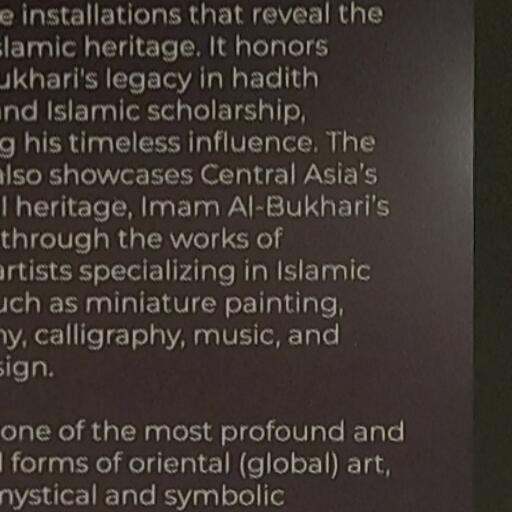 e installations that reveal the
slamic heritage. It honors
ukhari's legacy in hadith
nd Islamic scholarship,
g his timeless influence. The
also showcases Central Asia's
l heritage, Imam Al-Bukhari's
through the works of
artists specializing in Islamic
uch as miniature painting,
hy, calligraphy, music, and
sign.
one of the most profound and
l forms of oriental (global) art,
mystical and symbolic